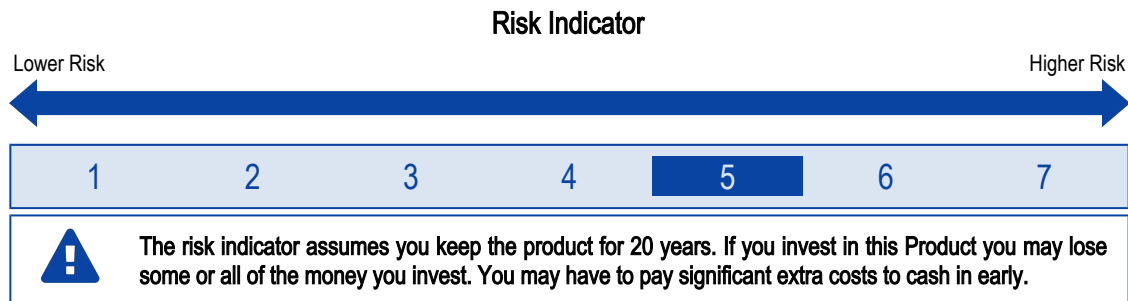 Risk Indicator
Lower Risk
Higher Risk
1 2 3 4 5 6 7
The risk indicator assumes you keep the product for 20 years. If you invest in this Product you may lose
some or all of the money you invest. You may have to pay significant extra costs to cash in early.